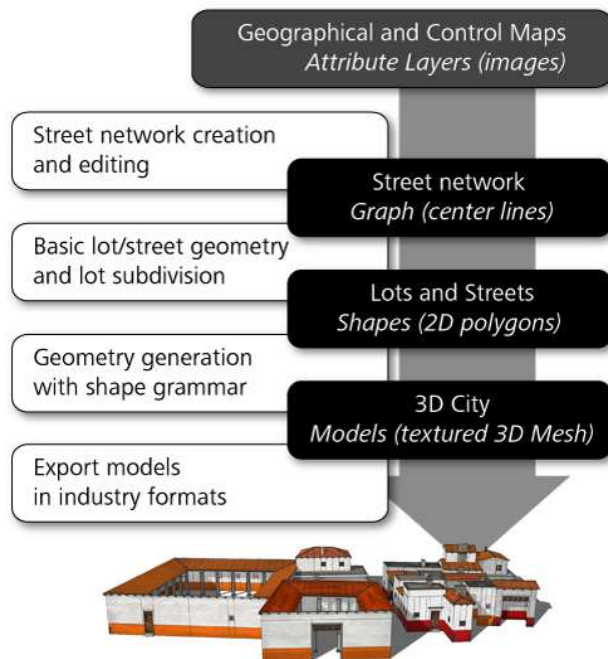 Geographical and Control Maps
Attribute Layers (images)
Street network creation
and editing
Street network
Graph (center lines)
Basic lot/street geometry
and lot subdivision
Lots and Streets
Shapes (2D polygons)
Geometry generation
with shape grammar
3D City
Models (textured 3D Mesh)
Export models
in industry formats